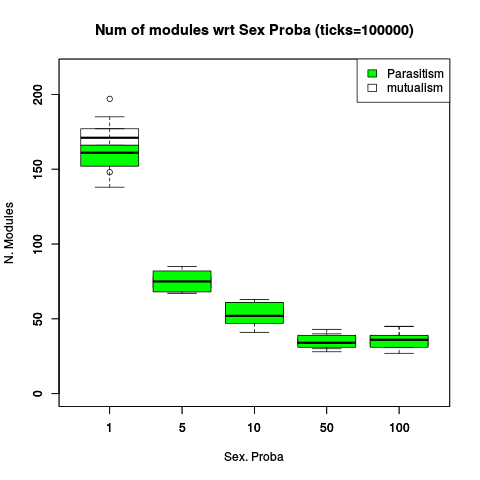 Num of modules wrt Sex Proba (ticks=100000)
Parasitism
mutualism
200
150
100
50
0
N. Modules
1 5 10 50 100
Sex. Proba